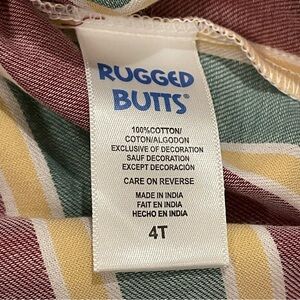 RUGGED
BUTTS®
100%COTTON/
COTON/ALGODON
EXCLUSIVE OF DECORATION
SAUF DECORATION
EXCEPT DECORACIÓN
CARE ON REVERSE
MADE IN INDIA
FAIT EN INDIA
HECHO EN INDIA
4T